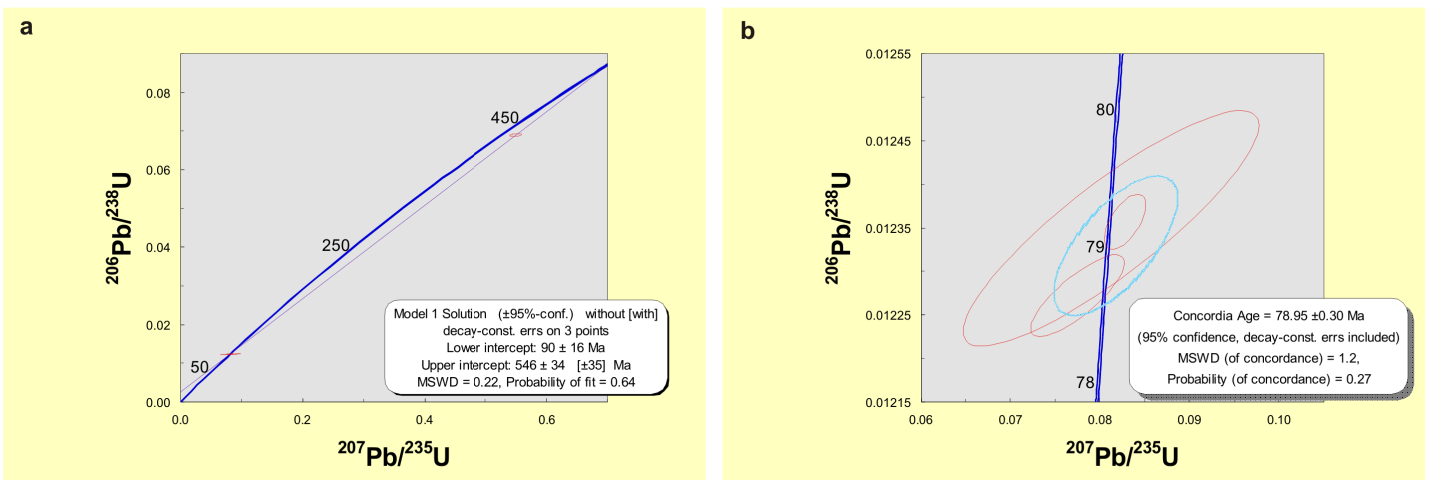 a
0.08
0.06
0.04
0.02
0.00
0.0
0.2
0.4
0.6
450
250
50
206Pb/238U
207Pb/235U
Model 1 Solution (±95%-conf.) without [with]
decay-const. errs on 3 points
Lower intercept: 90 ± 16 Ma
Upper intercept: 546 ± 34 [±35] Ma
MSWD = 0.22, Probability of fit = 0.64
b
0.01255
0.01245
0.01235
0.01225
0.01215
0.06
0.07
0.08
0.09
0.10
80
79
78
206Pb/238U
207Pb/235U
Concordia Age = 78.95 ±0.30 Ma
(95% confidence, decay-const. errs included)
MSWD (of concordance) = 1.2,
Probability (of concordance) = 0.27